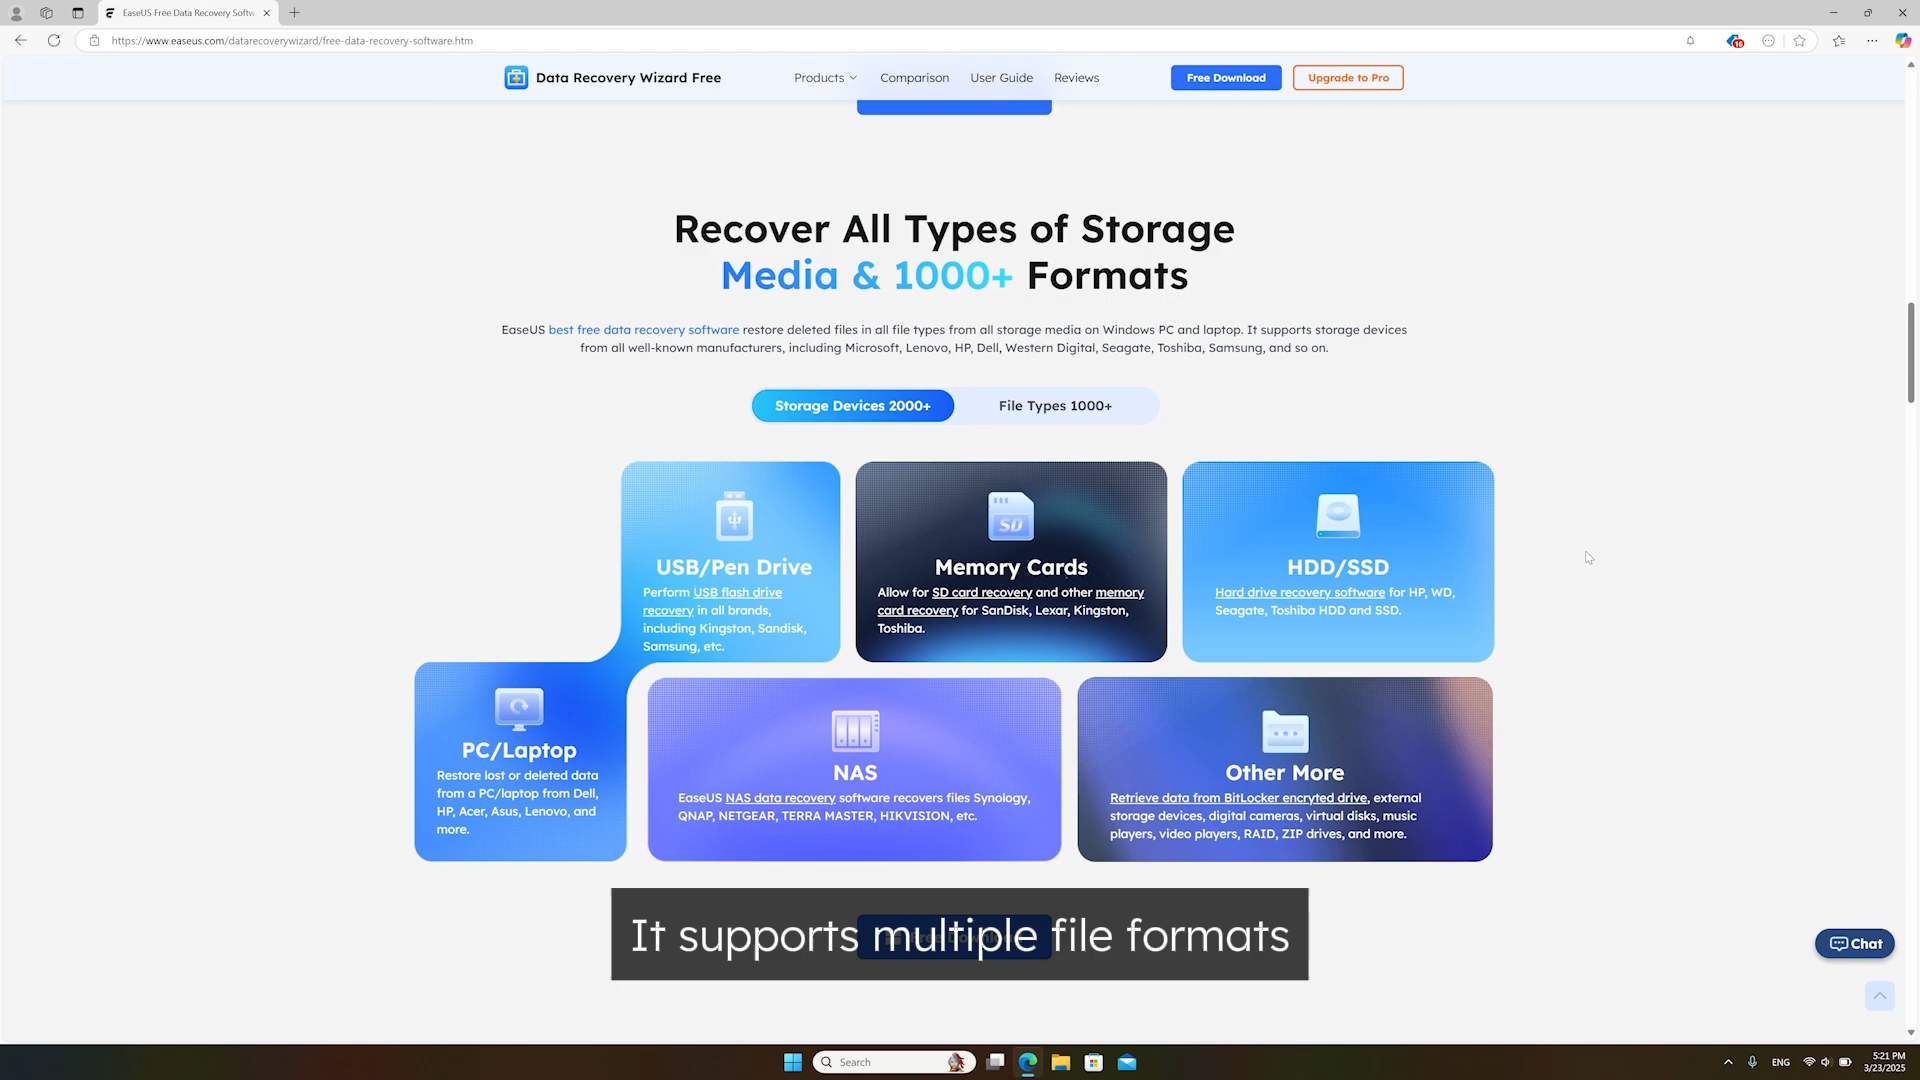 EaseUS Free Data Recovery Softw
https://www.easeus.com/datarecoverywizard/free-data-recovery-software.htm
16
Data Recovery Wizard Free
Products
Comparison
User Guide
Reviews
Free Download
Upgrade to Pro
Recover All Types of Storage
Media & 1000+ Formats
EaseUS best free data recovery software restore deleted files in all file types from all storage media on Windows PC and laptop. It supports storage devices
from all well-known manufacturers, including Microsoft, Lenovo, HP, Dell, Western Digital, Seagate, Toshiba, Samsung, and so on.
Storage Devices 2000+
File Types 1000+
USB/Pen Drive
Perform USB flash drive
recovery in all brands,
including Kingston, Sandisk,
Samsung, etc.
SD
Memory Cards
Allow for SD card recovery and other memory
card recovery for SanDisk, Lexar, Kingston,
Toshiba.
HDD/SSD
Hard drive recovery software for HP, WD,
Seagate, Toshiba HDD and SSD.
PC/Laptop
Restore lost or deleted data
from a PC/laptop from Dell,
HP, Acer, Asus, Lenovo, and
more.
NAS
EaseUS NAS data recovery software recovers files Synology,
QNAP, NETGEAR, TERRA MASTER, HIKVISION, etc.
Other More
Retrieve data from BitLocker encryted drive, external
storage devices, digital cameras, virtual disks, music
players, video players, RAID, ZIP drives, and more.
It supports multiple file formats
Chat
Search
ENG
5:21 PM
3/23/2025